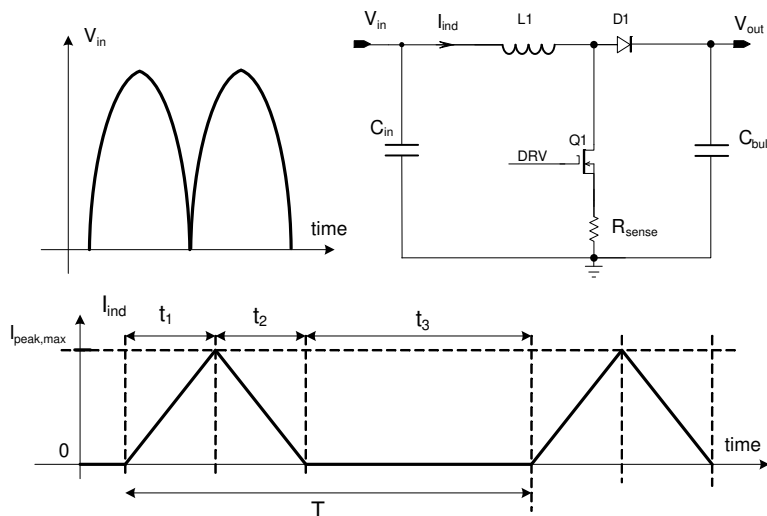 V_in
time
V_in
I_ind
L1
D1
V_out
C_in
Q1
DRV
C_bul
R_sense
I_ind
t_1
t_2
t_3
I_peak,max
0
time
T